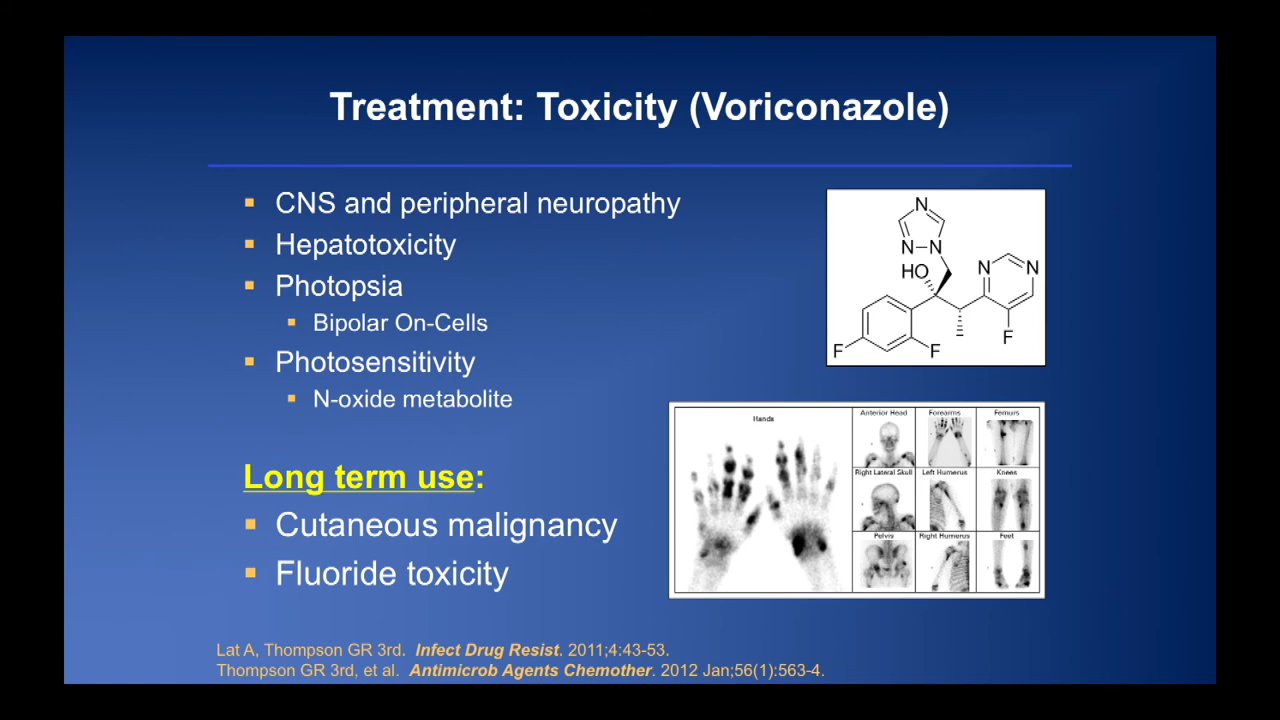 Treatment: Toxicity (Voriconazole)
CNS and peripheral neuropathy
Hepatotoxicity
Photopsia
Bipolar On-Cells
Photosensitivity
N-oxide metabolite
Long term use:
Cutaneous malignancy
Fluoride toxicity
N
N N
HO
N N
F F F
Hands
Anterior Head Forearms Femurs
Right Lateral Skull Left Humerus Knees
Pelvis Right Humerus Feet
Lat A, Thompson GR 3rd. Infect Drug Resist. 2011;4:43-53.
Thompson GR 3rd, et al. Antimicrob Agents Chemother. 2012 Jan;56(1):563-4.